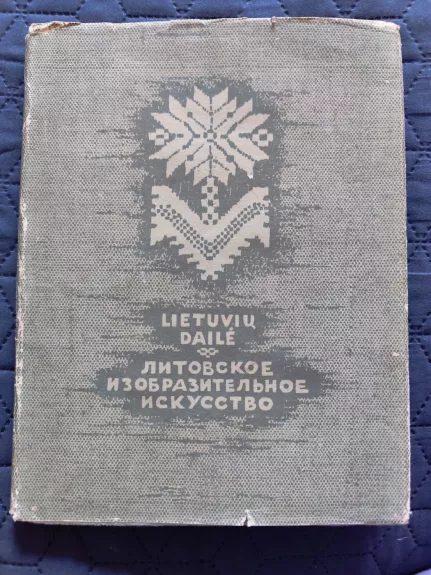 LIETUVIŲ
DAILĖ
ЛИТОВСКОЕ
ИЗОБРАЗИТЕЛЬНОЕ
ИСКУССТВО